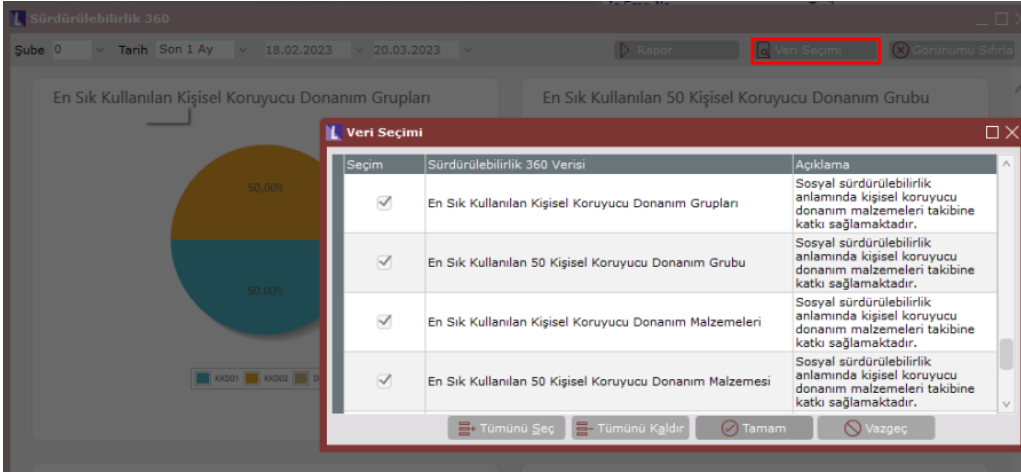 Sürdürülebilirlik 360
Şube 0 Tarih Son 1 Ay 18.02.2023 20.03.2023 Rapor Veri Seçimi Görünümü Sıfırla
En Sık Kullanılan Kişisel Koruyucu Donanım Grupları
En Sık Kullanılan 50 Kişisel Koruyucu Donanım Grubu
50,00%
50,00%
KKD01 KKD02
Veri Seçimi
Seçim Sürdürülebilirlik 360 Verisi Açıklama
En Sık Kullanılan Kişisel Koruyucu Donanım Grupları
Sosyal sürdürülebilirlik
anlamında kişisel koruyucu
donanım malzemeleri takibine
katkı sağlamaktadır.
En Sık Kullanılan 50 Kişisel Koruyucu Donanım Grubu
Sosyal sürdürülebilirlik
anlamında kişisel koruyucu
donanım malzemeleri takibine
katkı sağlamaktadır.
En Sık Kullanılan Kişisel Koruyucu Donanım Malzemeleri
Sosyal sürdürülebilirlik
anlamında kişisel koruyucu
donanım malzemeleri takibine
katkı sağlamaktadır.
En Sık Kullanılan 50 Kişisel Koruyucu Donanım Malzemesi
Sosyal sürdürülebilirlik
anlamında kişisel koruyucu
donanım malzemeleri takibine
katkı sağlamaktadır.
Tümünü Seç Tümünü Kaldır Tamam Vazgeç